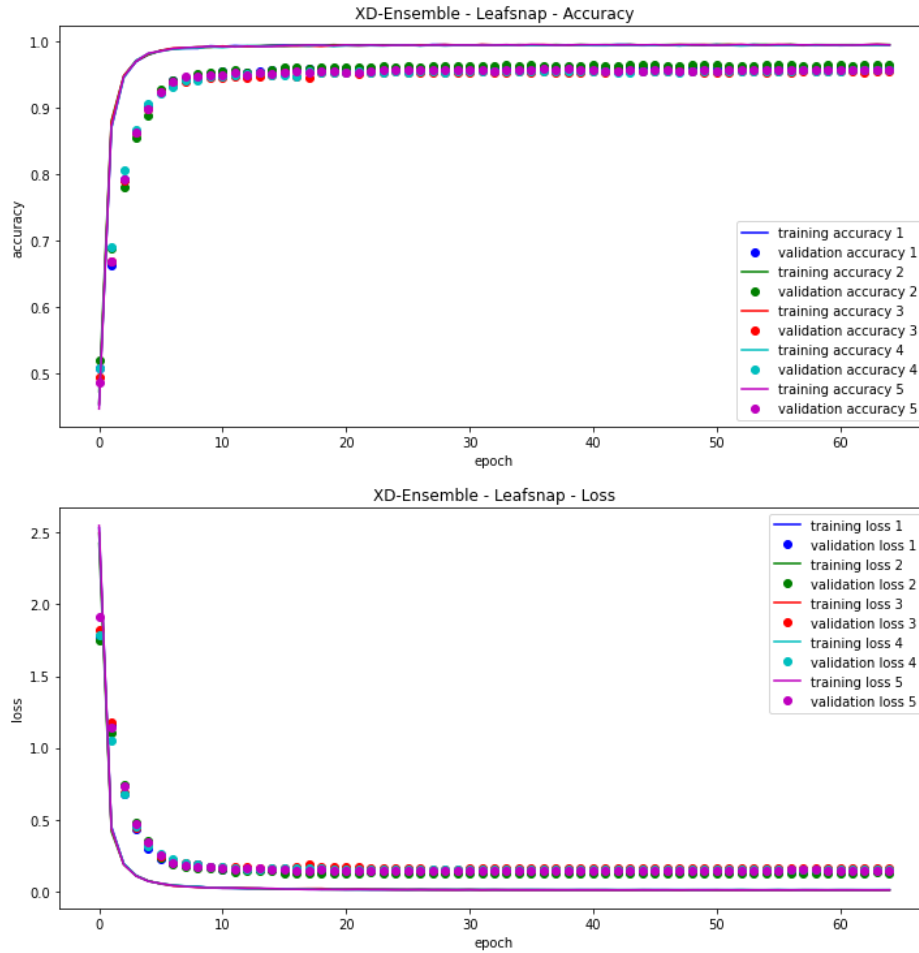 XD-Ensemble - Leafsnap - Accuracy
1.0
0.9
0.8
0.7
0.6
0.5
accuracy
training accuracy 1
validation accuracy 1
training accuracy 2
validation accuracy 2
training accuracy 3
validation accuracy 3
training accuracy 4
validation accuracy 4
training accuracy 5
validation accuracy 5
0 10 20 30 40 50 60
epoch
XD-Ensemble - Leafsnap - Loss
2.5
2.0
1.5
1.0
0.5
0.0
loss
training loss 1
validation loss 1
training loss 2
validation loss 2
training loss 3
validation loss 3
training loss 4
validation loss 4
training loss 5
validation loss 5
0 10 20 30 40 50 60
epoch